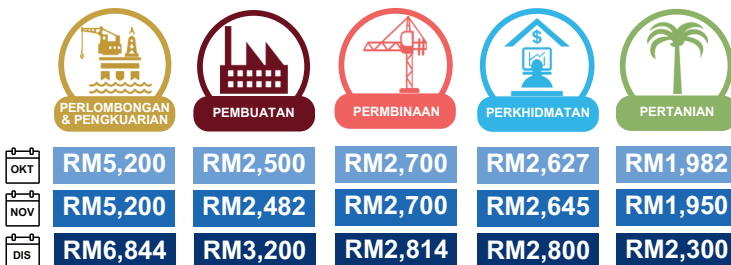 $
PERLOMBONGAN
& PENGKUARIAN
PEMBUATAN
PERMBINAAN
PERKHIDMATAN
PERTANIAN
OKT RM5,200 RM2,500 RM2,700 RM2,627 RM1,982
NOV RM5,200 RM2,482 RM2,700 RM2,645 RM1,950
DIS RM6,844 RM3,200 RM2,814 RM2,800 RM2,300